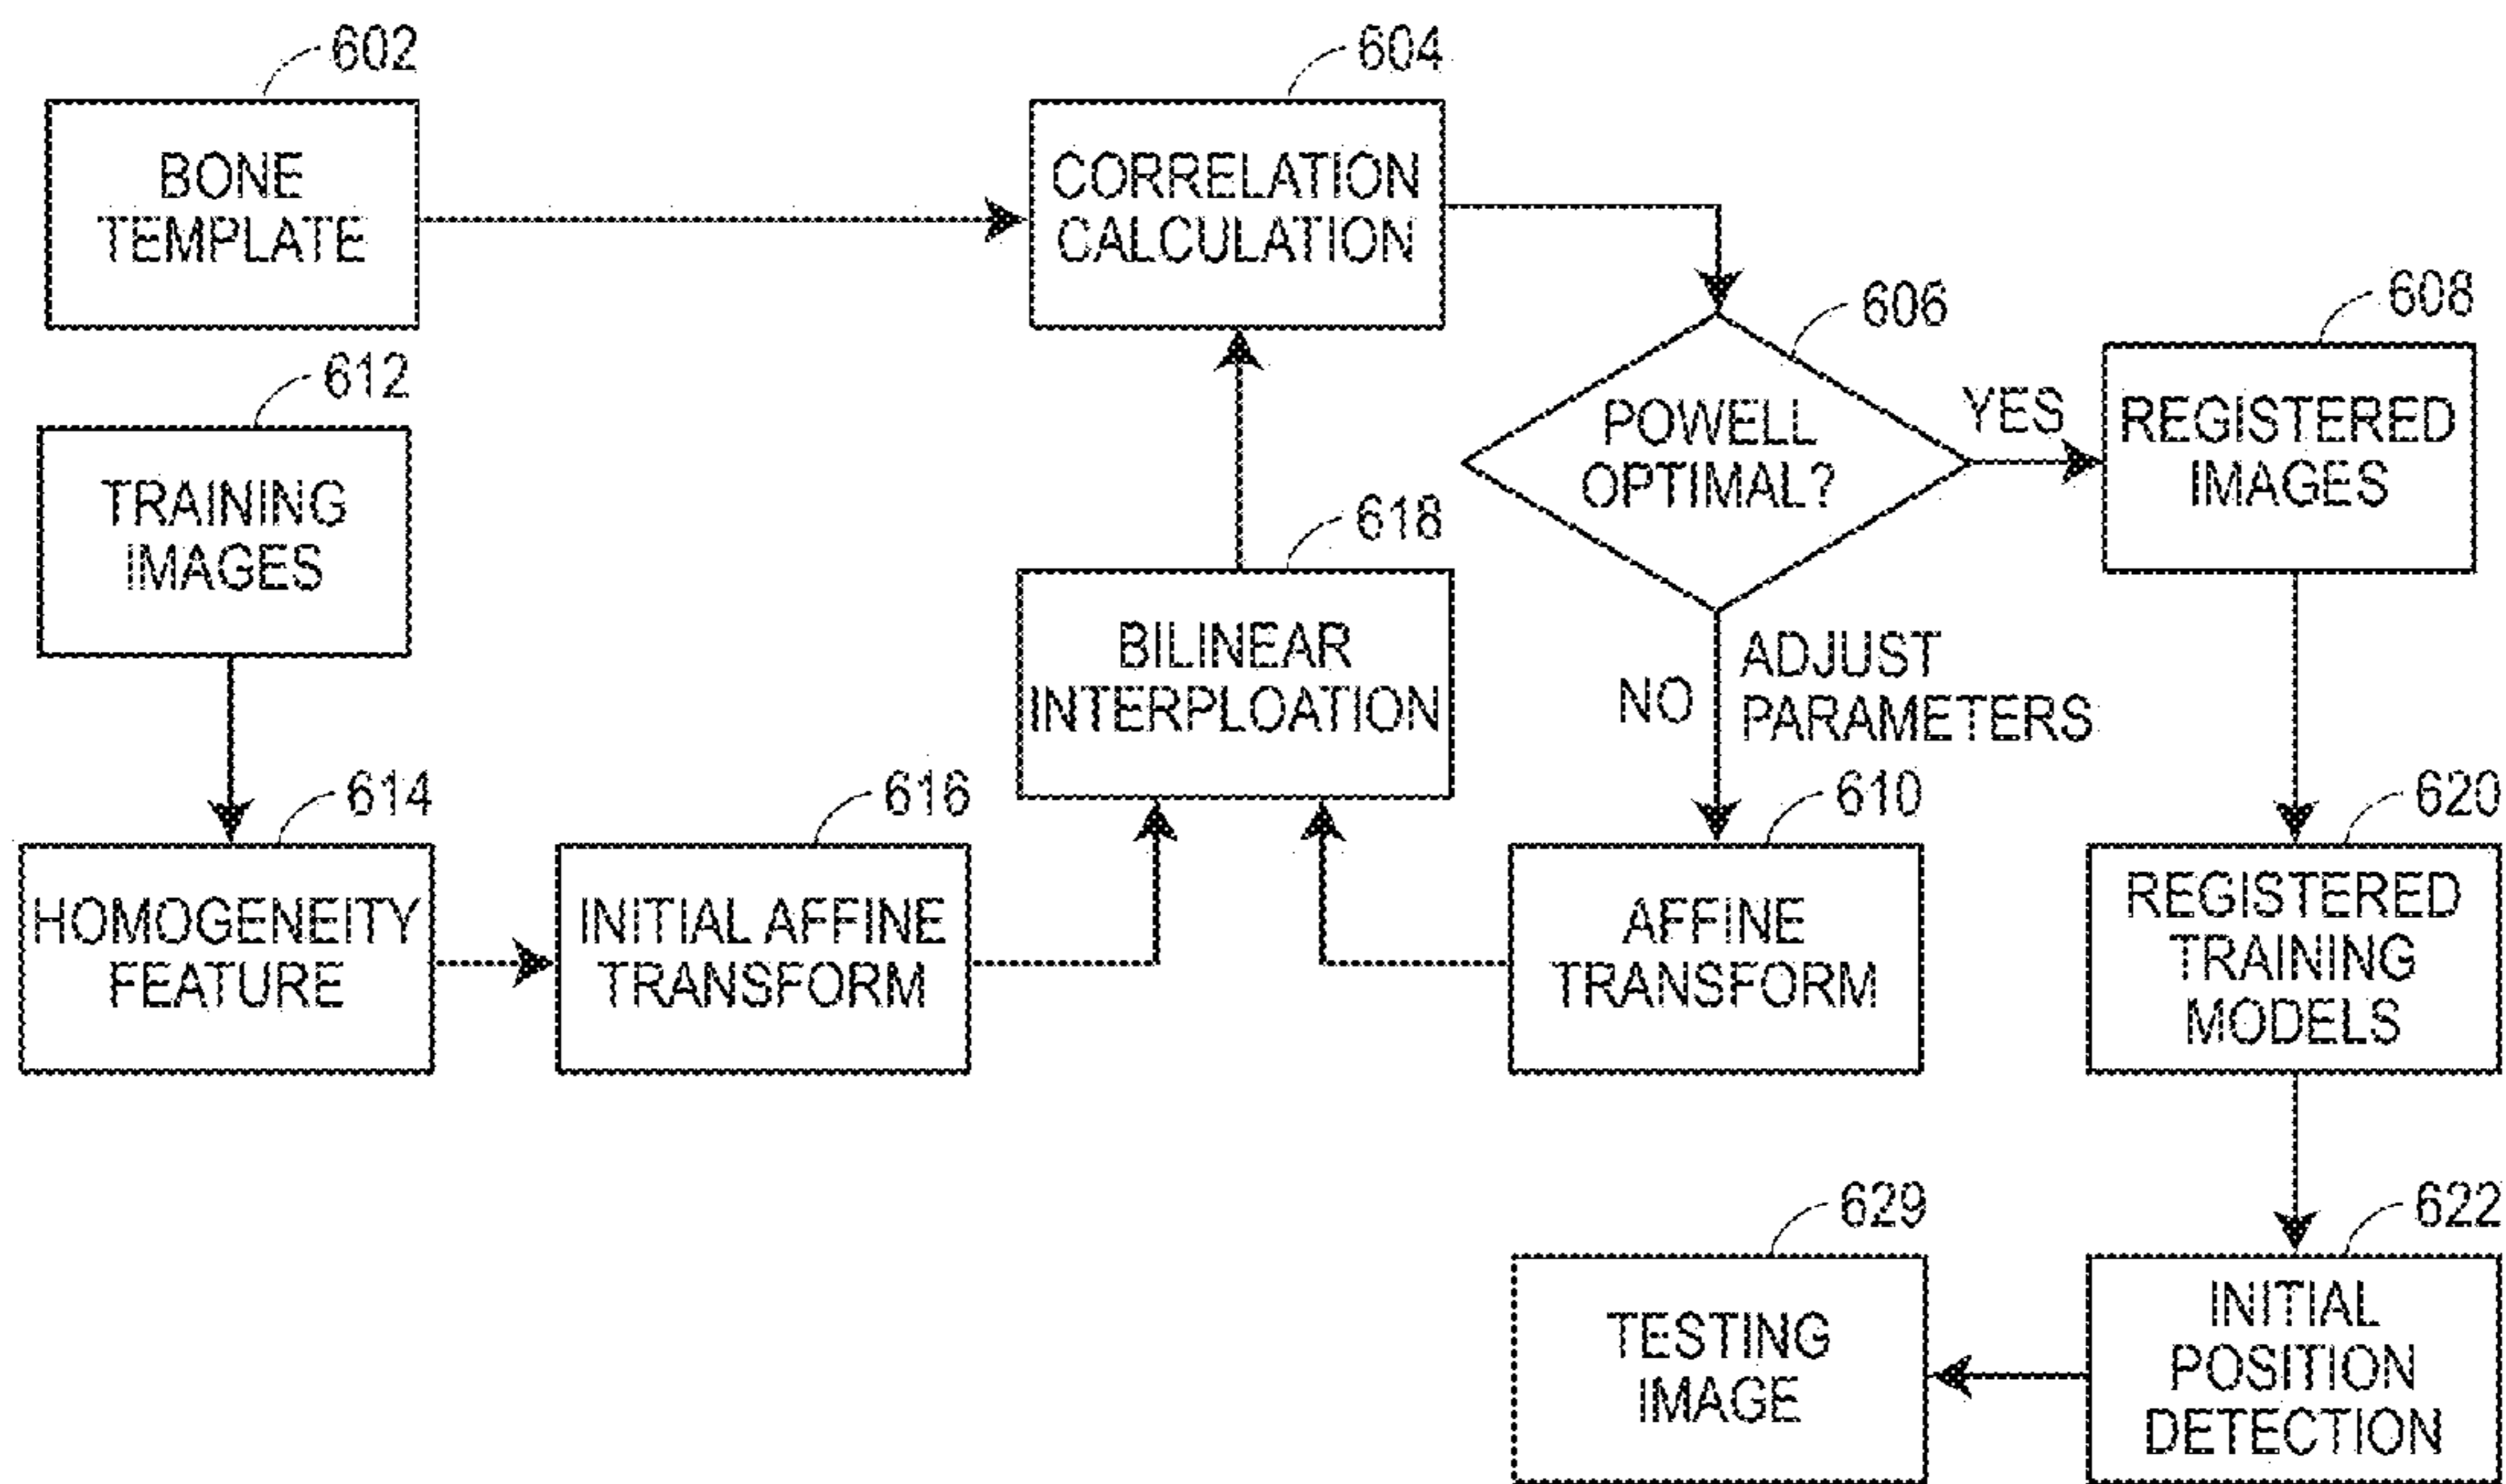 602
BONE
TEMPLATE
604
CORRELATION
CALCULATION
606
POWELL
OPTIMAL?
YES
608
REGISTERED
IMAGES
612
TRAINING
IMAGES
618
BILINEAR
INTERPLOATION
NO
ADJUST
PARAMETERS
614
HOMOGENEITY
FEATURE
616
INITIAL AFFINE
TRANSFORM
610
AFFINE
TRANSFORM
620
REGISTERED
TRAINING
MODELS
629
TESTING
IMAGE
622
INITIAL
POSITION
DETECTION